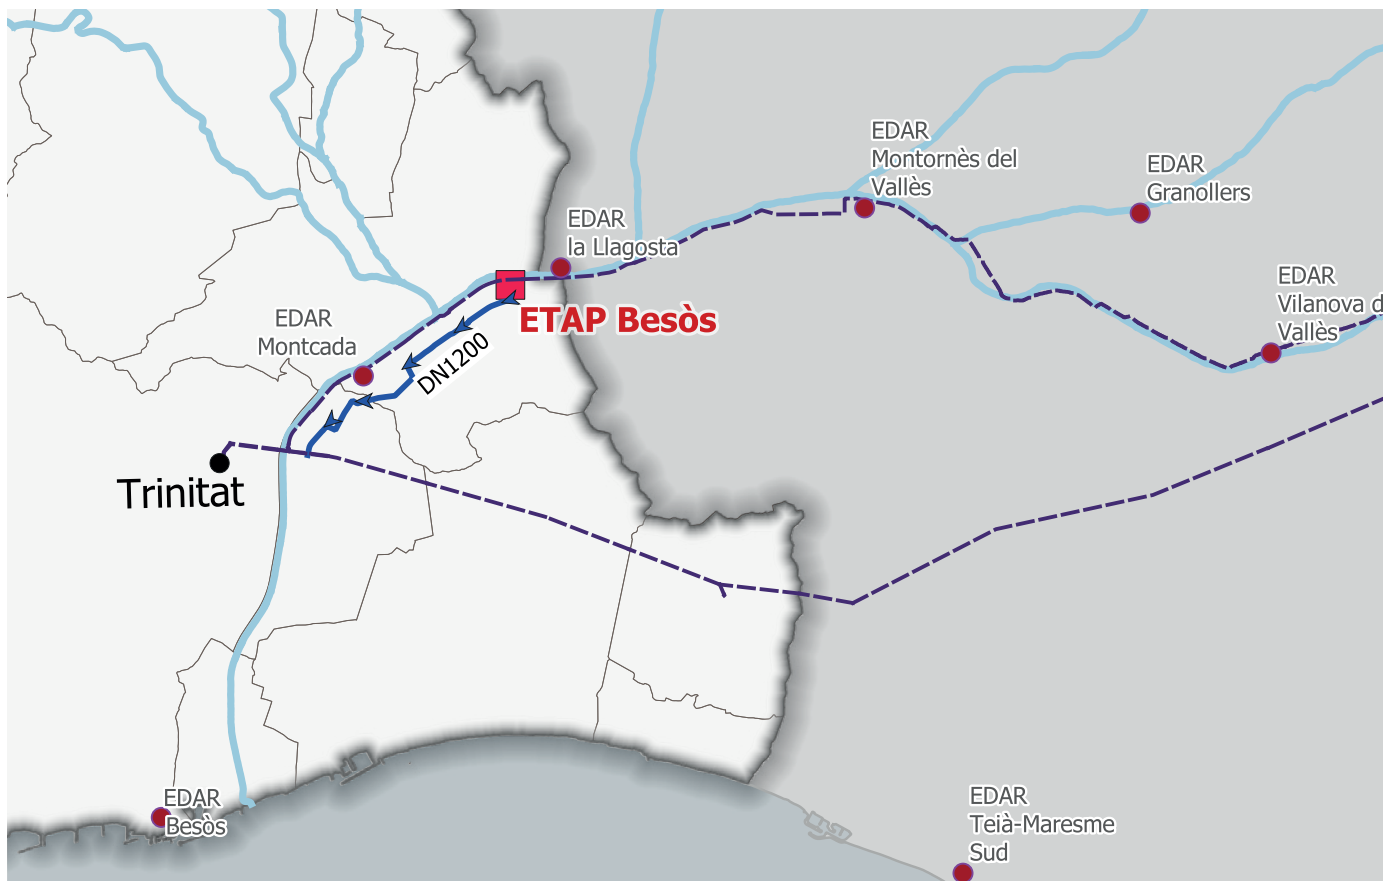 EDAR
Montornès del
Vallès
EDAR
Granollers
EDAR
la Llagosta
EDAR
Vilanova d
Vallès
ETAP Besòs
EDAR
Montcada
DN1200
Trinitat
EDAR
Besòs
EDAR
Teià-Maresme
Sud